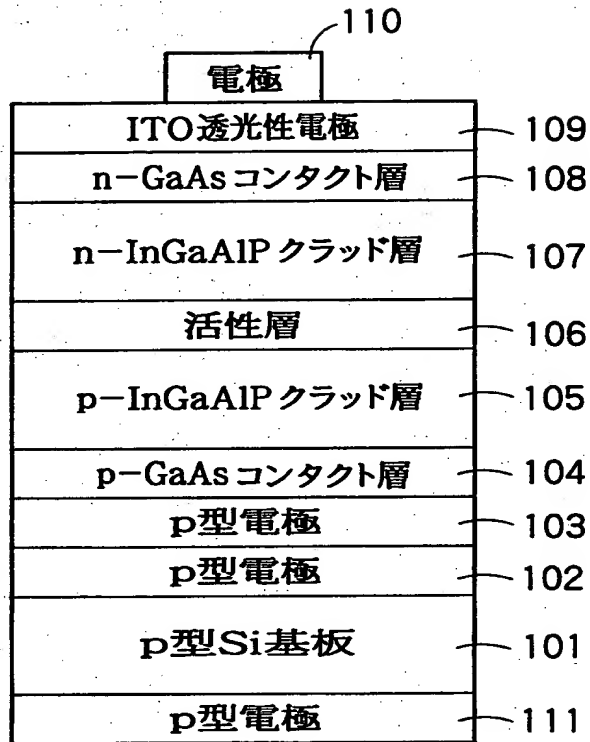 110
電極
ITO透光性電極 109
n-GaAsコンタクト層 108
n-InGaAlPクラッド層 107
活性層 106
p-InGaAlPクラッド層 105
p-GaAsコンタクト層 104
p型電極 103
p型電極 102
p型Si基板 101
p型電極 111